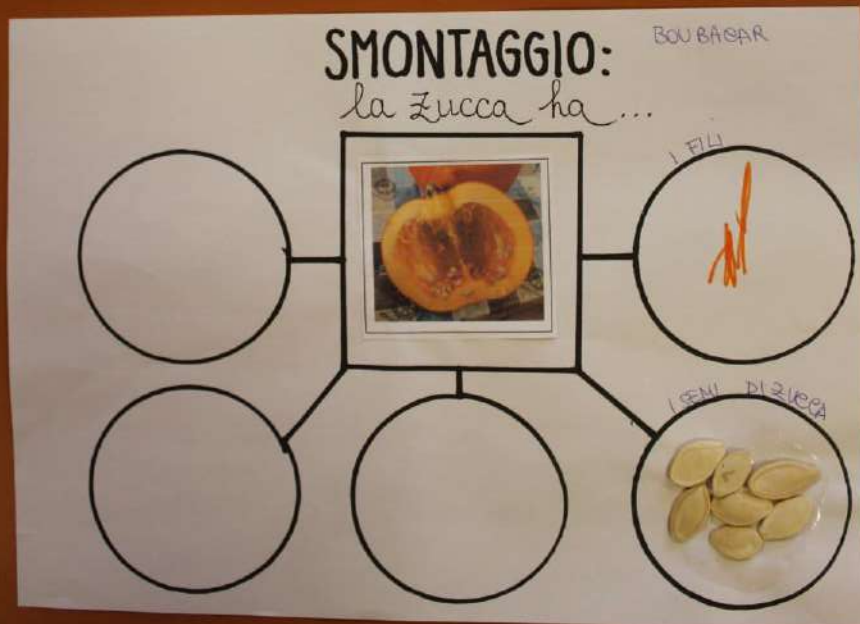 SMONTAGGIO:
BOUBACAR
la zucca ha...
I FILI
I SEMI DI ZUCCA